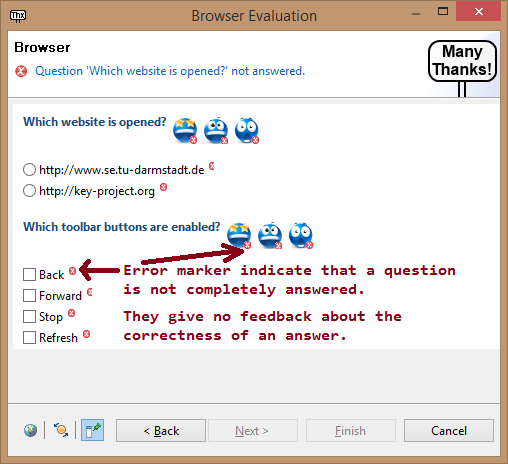 Thx
Browser Evaluation
Browser
Question 'Which website is opened?' not answered.
Many
Thanks!
Which website is opened?
http://www.se.tu-darmstadt.de
http://key-project.org
Which toolbar buttons are enabled?
Back
Error marker indicate that a question
is not completely answered.
Forward
They give no feedback about the
correctness of an answer.
Stop
Refresh
< Back
Next >
Finish
Cancel